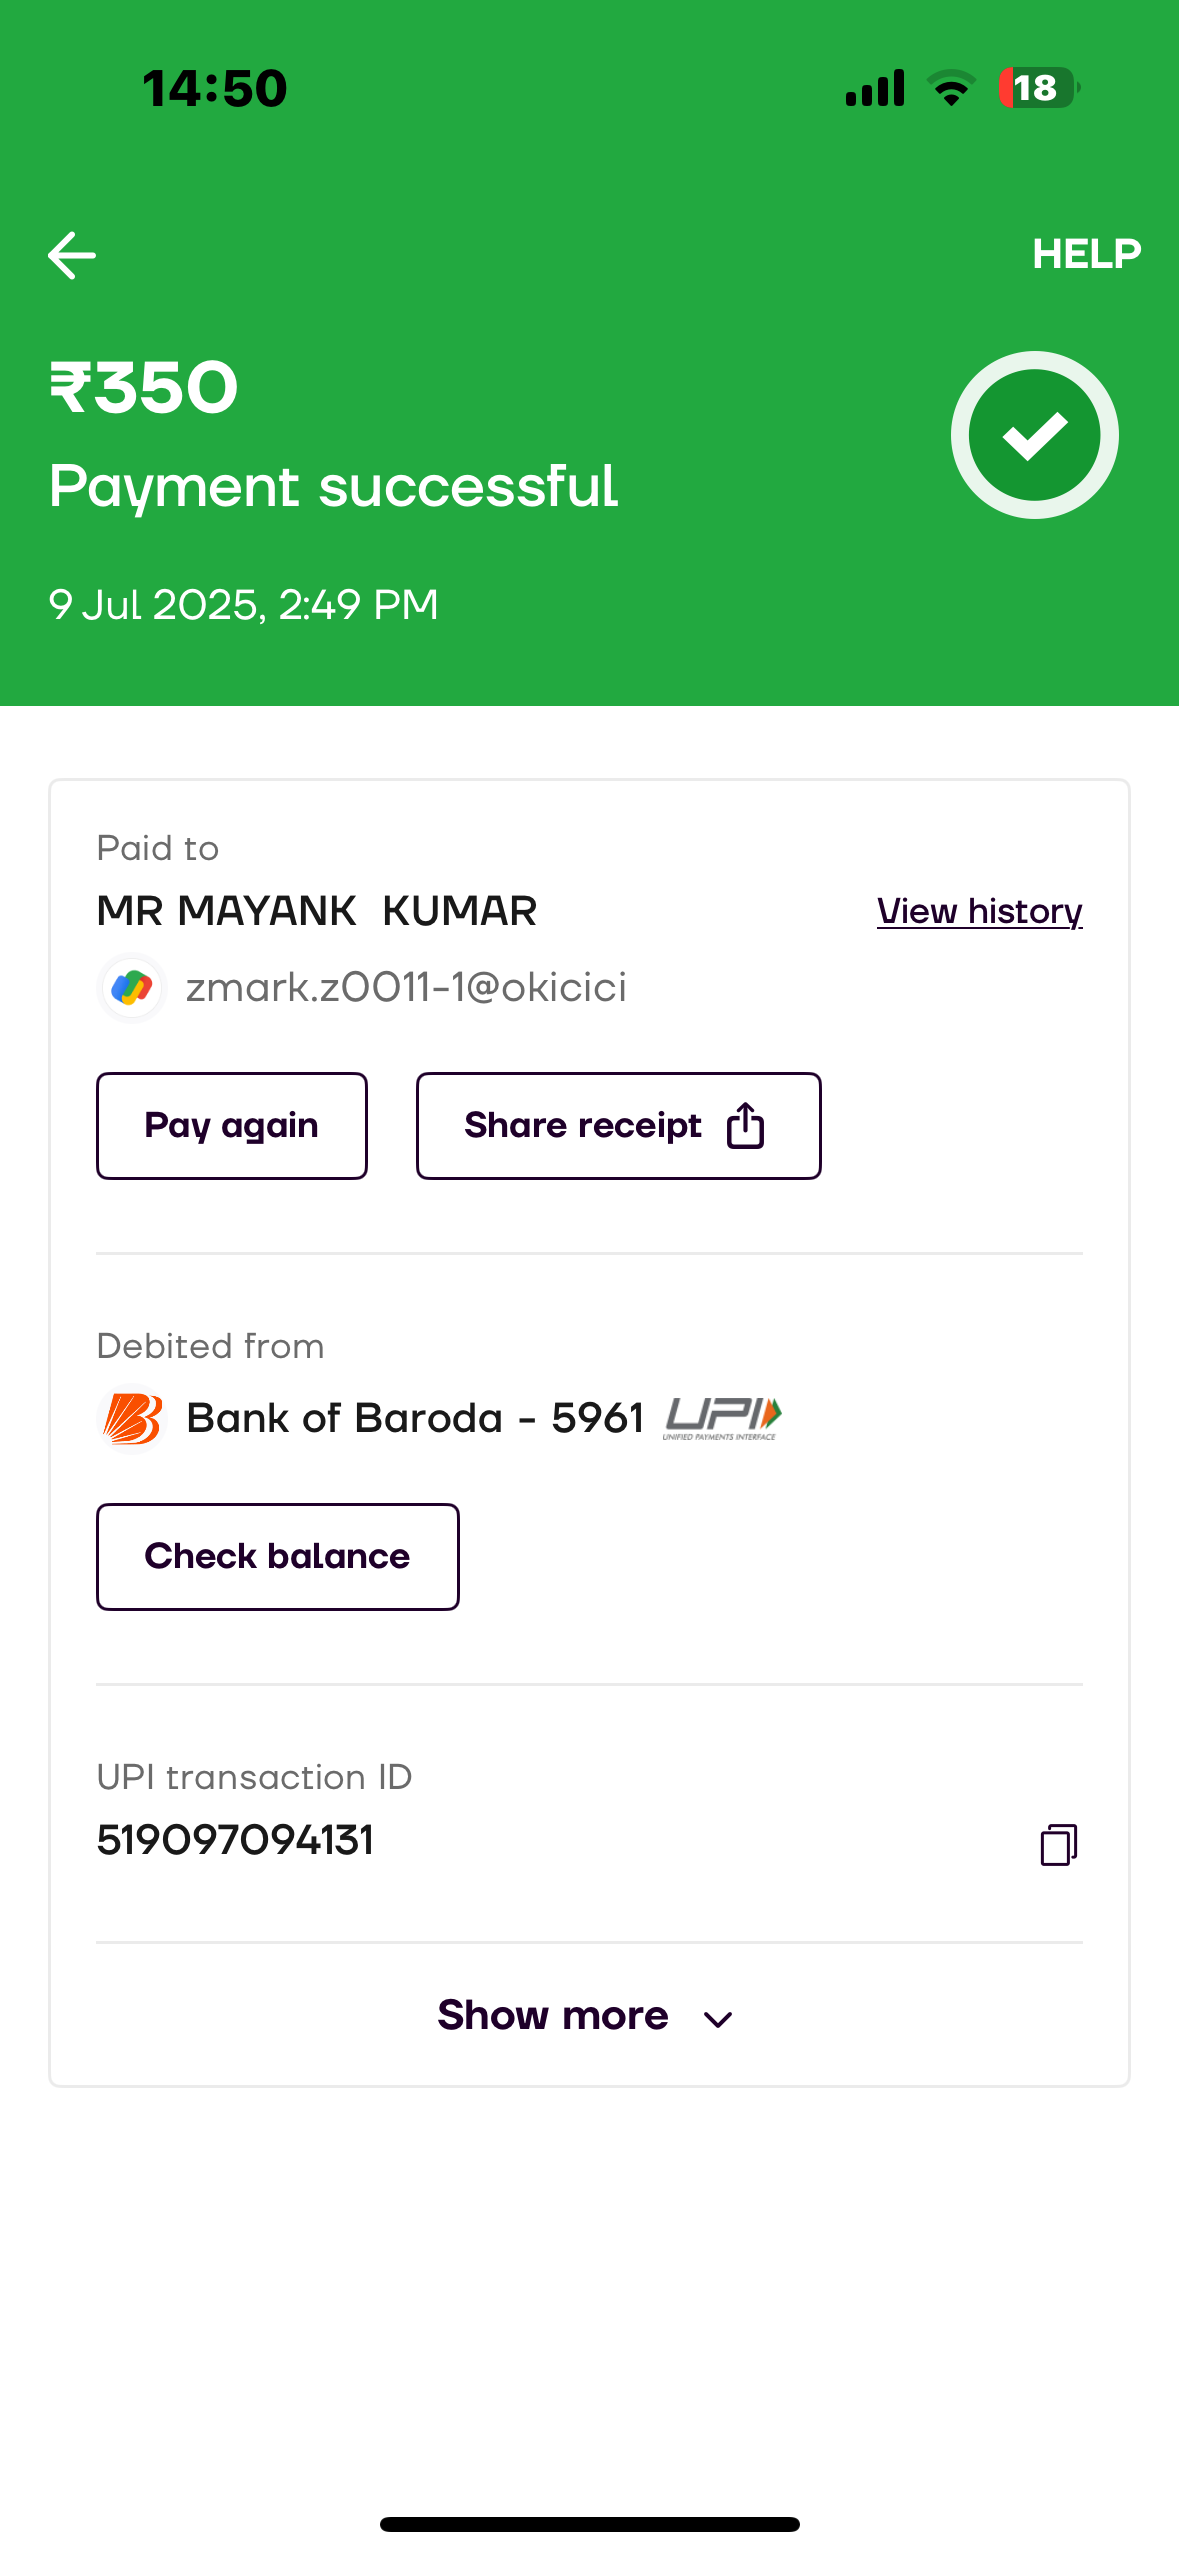 14:50
18
HELP
₹350
Payment successful
9 Jul 2025, 2:49 PM
Paid to
MR MAYANK  KUMAR
View history
zmark.z0011-1@okicici
Pay again
Share receipt
Debited from
Bank of Baroda - 5961
UPI
UNIFIED PAYMENTS INTERFACE
Check balance
UPI transaction ID
519097094131
Show more